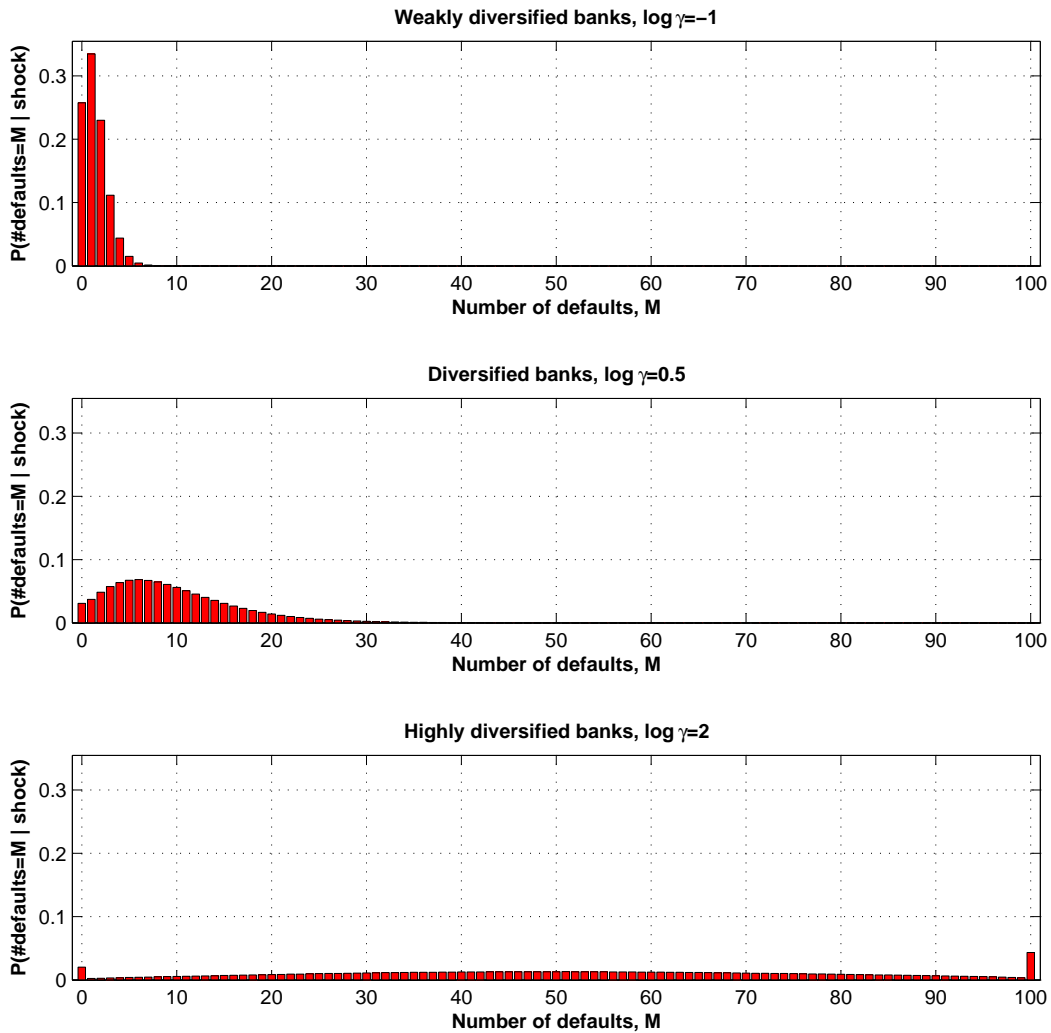 Weakly diversified banks, log γ=−1
P(#defaults=M | shock)
0.3
0.2
0.1
0
0 10 20 30 40 50 60 70 80 90 100
Number of defaults, M
Diversified banks, log γ=0.5
P(#defaults=M | shock)
0.3
0.2
0.1
0
0 10 20 30 40 50 60 70 80 90 100
Number of defaults, M
Highly diversified banks, log γ=2
P(#defaults=M | shock)
0.3
0.2
0.1
0
0 10 20 30 40 50 60 70 80 90 100
Number of defaults, M